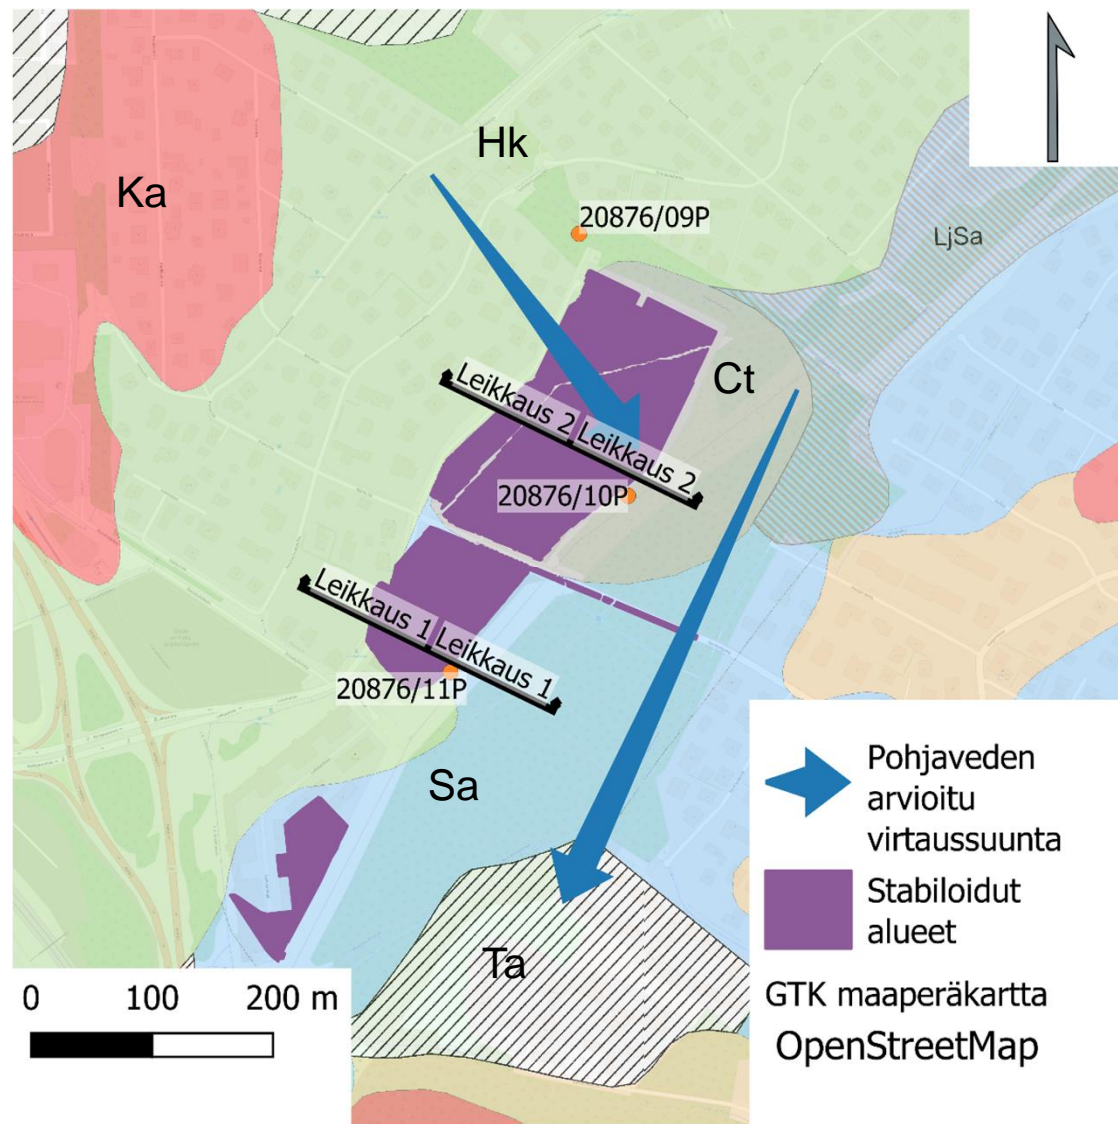 Hk
Ka
20876/09P
LjSa
Ct
Leikkaus 2
Leikkaus 2
20876/10P
Leikkaus 1
Leikkaus 1
20876/11P
Sa
Ta
Pohjaveden
arvioitu
virtaussuunta
Stabiloidut
alueet
GTK maaperäkartta
OpenStreetMap
0 100 200 m